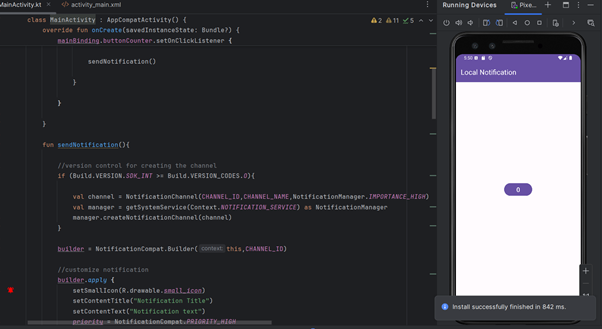 MainActivity.kt
activity_main.xml
Running Devices
Pixe...
class MainActivity : AppCompatActivity() {
2 11 5
override fun onCreate(savedInstanceState: Bundle?) {
mainBinding.buttonCounter.setOnClickListener {
sendNotification()
}
}
}
fun sendNotification(){
//version control for creating the channel
if (Build.VERSION.SDK_INT >= Build.VERSION_CODES.O){
val channel = NotificationChannel(CHANNEL_ID,CHANNEL_NAME,NotificationManager.IMPORTANCE_HIGH)
val manager = getSystemService(Context.NOTIFICATION_SERVICE) as NotificationManager
manager.createNotificationChannel(channel)
}
builder = NotificationCompat.Builder( context this,CHANNEL_ID)
//customize notification
builder.apply {
setSmallIcon(R.drawable.small_icon)
setContentTitle("Notification Title")
setContentText("Notification text")
priority = NotificationCompat.PRIORITY_HIGH
5:50
Local Notification
0
Install successfully finished in 842 ms.